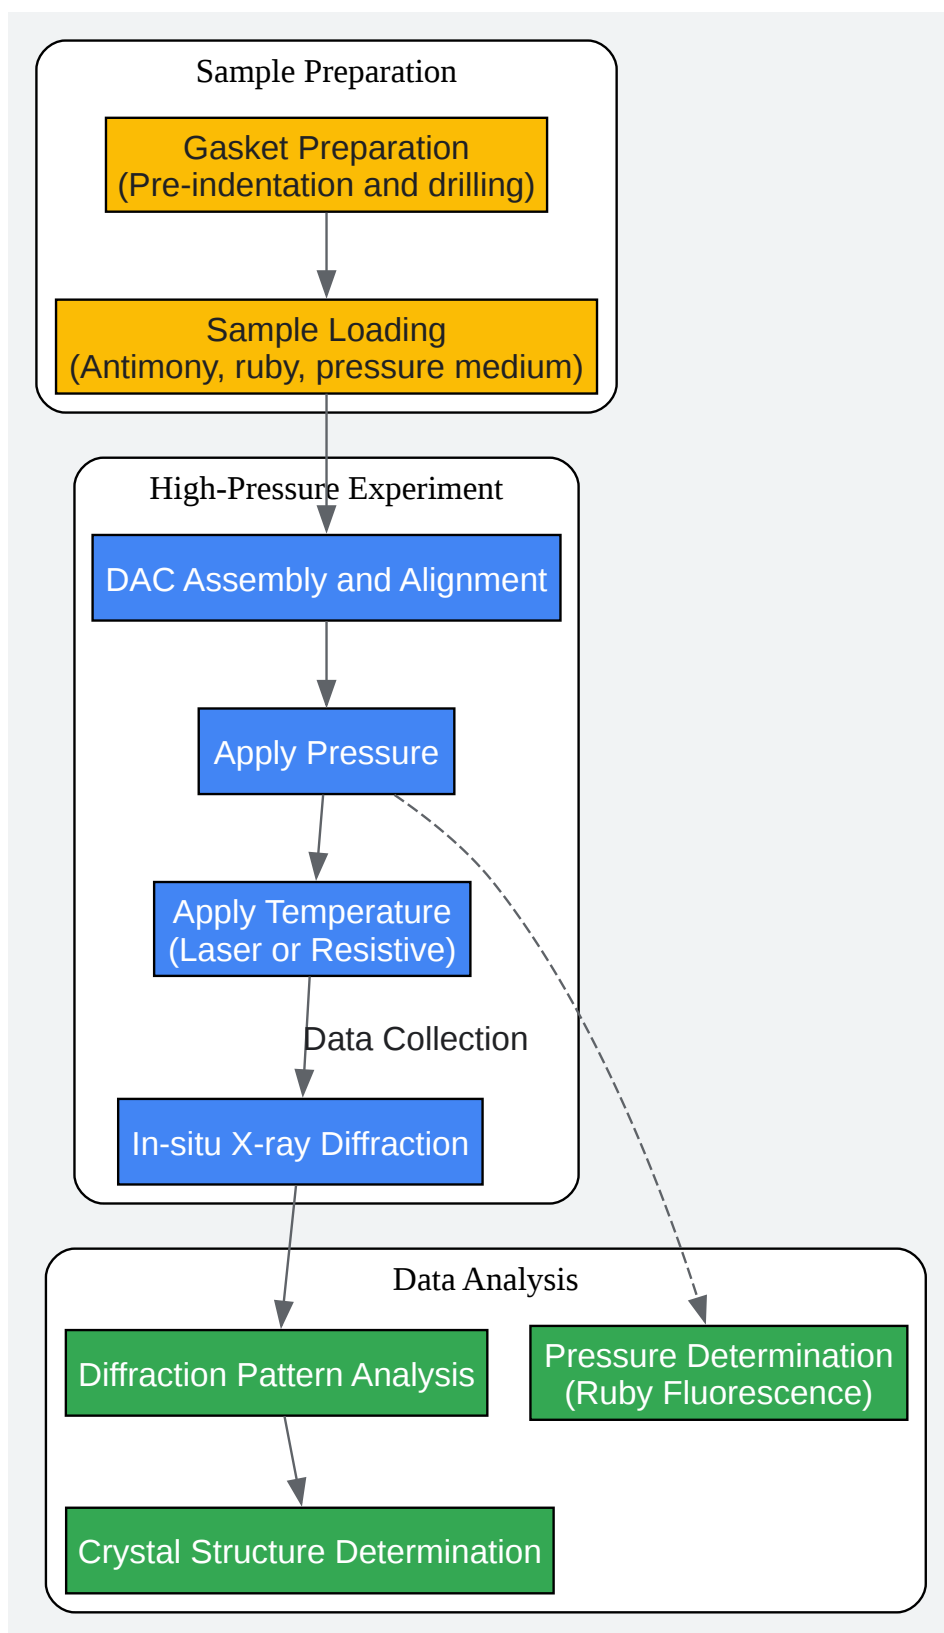 Sample Preparation
Gasket Preparation
(Pre-indentation and drilling)
Sample Loading
(Antimony, ruby, pressure medium)
High-Pressure Experiment
DAC Assembly and Alignment
Apply Pressure
Apply Temperature
(Laser or Resistive)
Data Collection
In-situ X-ray Diffraction
Data Analysis
Diffraction Pattern Analysis
Pressure Determination
(Ruby Fluorescence)
Crystal Structure Determination